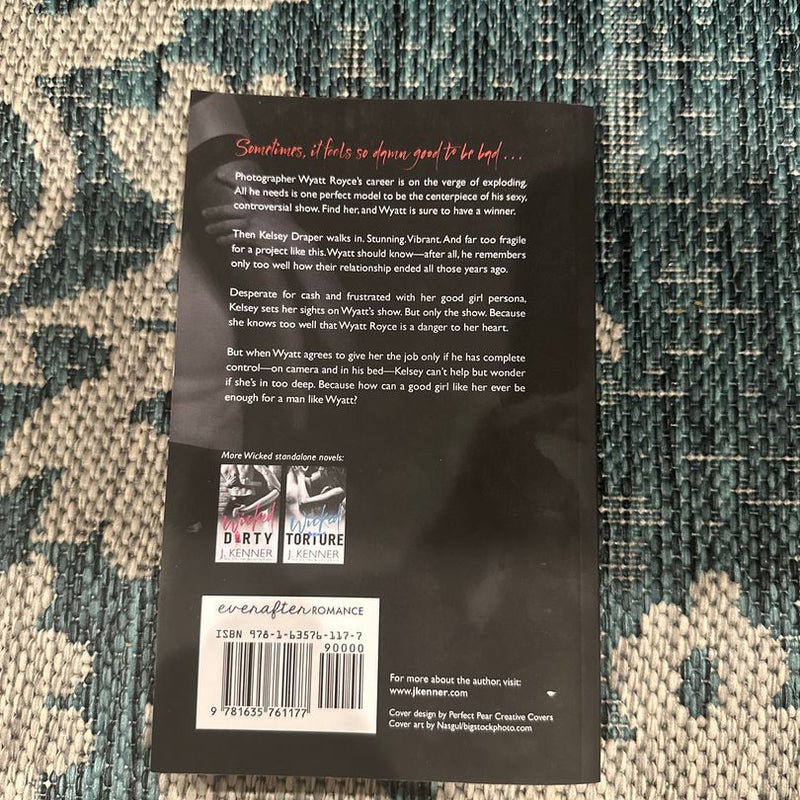 Sometimes, it feels so damn good to be bad . . .
Photographer Wyatt Royce's career is on the verge of exploding.
All he needs is one perfect model to be the centerpiece of his sexy,
controversial show. Find her, and Wyatt is sure to have a winner.
Then Kelsey Draper walks in. Stunning. Vibrant. And far too fragile
for a project like this. Wyatt should know—after all, he remembers
only too well how their relationship ended all those years ago.
Desperate for cash and frustrated with her good girl persona,
Kelsey sets her sights on Wyatt's show. But only the show. Because
she knows too well that Wyatt Royce is a danger to her heart.
But when Wyatt agrees to give her the job only if he has complete
control—on camera and in his bed—Kelsey can't help but wonder
if she's in too deep. Because how can a good girl like her ever be
enough for a man like Wyatt?
More Wicked standalone novels:
Wicked
DIRTY
J. KENNER
Wicked
TORTURE
J. KENNER
everafter ROMANCE
ISBN 978-1-63576-117-7
90000
9 781635 761177
For more about the author, visit:
www.jkenner.com
Cover design by Perfect Pear Creative Covers
Cover art by Nasgul/bigstockphoto.com